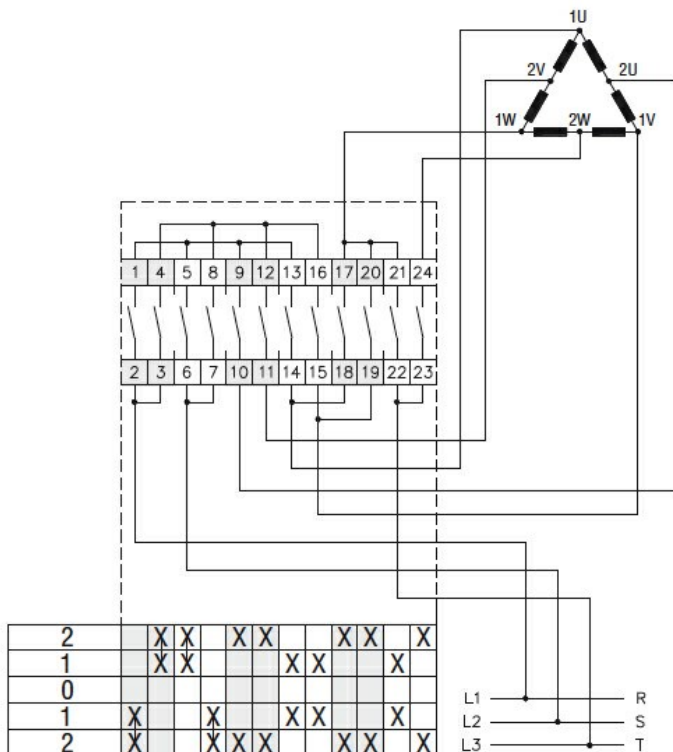 1U
2V 2U
1W 2W 1V
1 4 5 8 9 12 13 16 17 20 21 24
2 3 6 7 10 11 14 15 18 19 22 23
2 X X X X X X X
1 X X X X X
0
1 X X X X X
2 X X X X X X X
L1 R
L2 S
L3 T